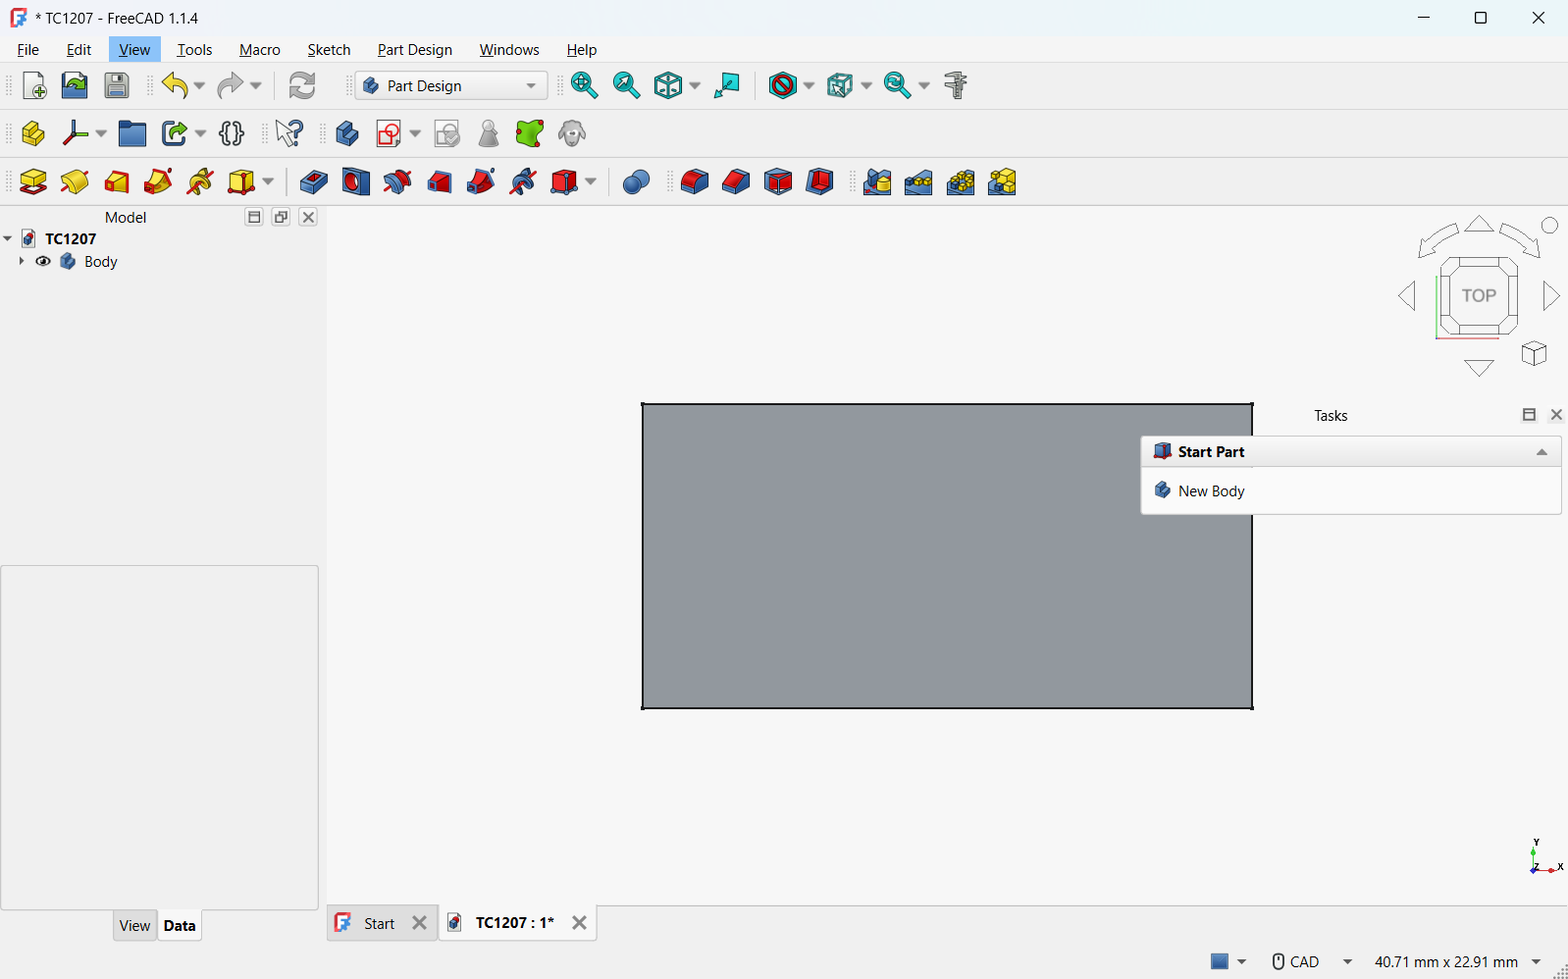 * TC1207 - FreeCAD 1.1.4
File Edit View Tools Macro Sketch Part Design Windows Help
Part Design
Model
TC1207
Body
TOP
Tasks
Start Part
New Body
Y
Z X
View Data
Start TC1207 : 1*
CAD 40.71 mm x 22.91 mm